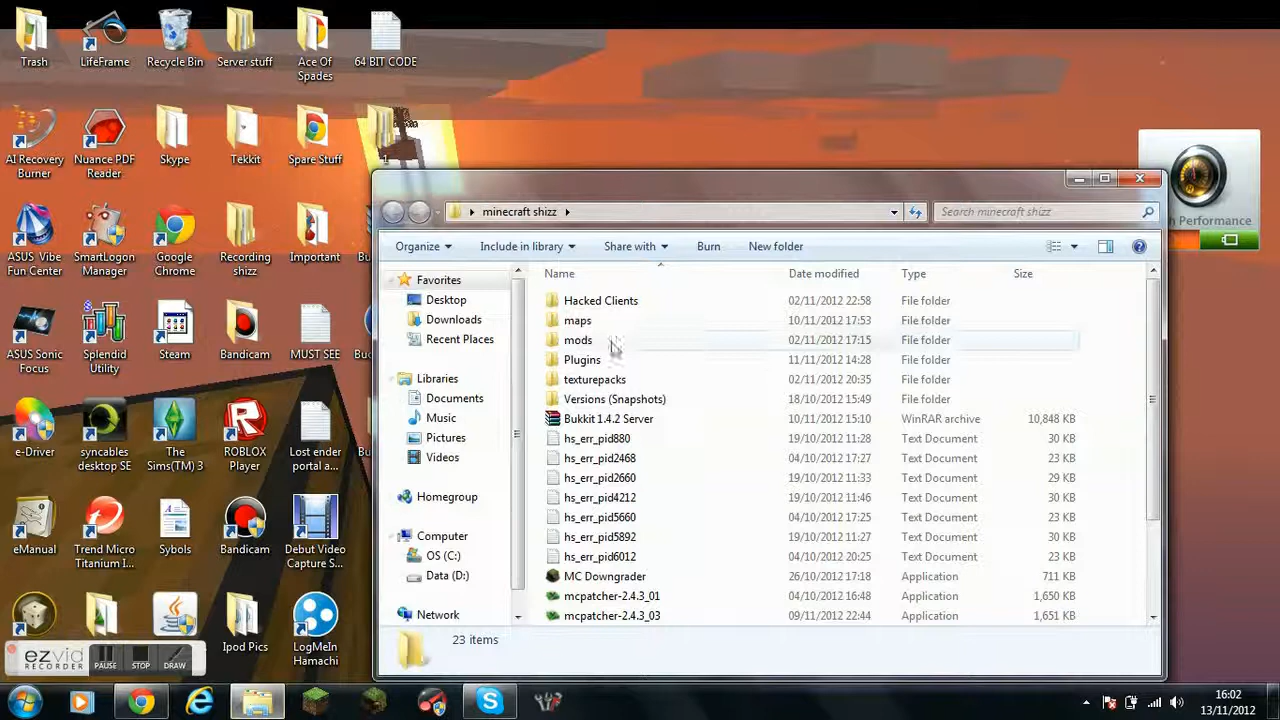 Trash
LifeFrame
Recycle Bin
Server stuff
Ace Of
Spades
64 BIT CODE
AI Recovery
Burner
Nuance PDF
Reader
Skype
Tekkit
Spare Stuff
1
ASUS Vibe
Fun Center
SmartLogon
Manager
Google
Chrome
Recording
shizz
Important
ASUS Sonic
Focus
Splendid
Utility
Steam
Bandicam
MUST SEE
e-Driver
syncables
desktop SE
The
Sims(TM) 3
ROBLOX
Player
Lost ender
portal a...
eManual
Trend Micro
Titanium I...
Sybols
Bandicam
Debut Video
Capture S...
Ipod Pics
LogMeIn
Hamachi
ezvid
RECORDER
PAUSE
STOP
DRAW
h Performance
minecraft shizz
Search minecraft shizz
Organize
Include in library
Share with
Burn
New folder
Favorites
Desktop
Downloads
Recent Places
Libraries
Documents
Music
Pictures
Videos
Homegroup
Computer
OS (C:)
Data (D:)
Network
Name Date modified Type Size
Hacked Clients 02/11/2012 22:58 File folder
maps 10/11/2012 17:53 File folder
mods 02/11/2012 17:15 File folder
Plugins 11/11/2012 14:28 File folder
texturepacks 02/11/2012 20:35 File folder
Versions (Snapshots) 18/10/2012 15:49 File folder
Bukkit 1.4.2 Server 10/11/2012 15:10 WinRAR archive 10,848 KB
hs_err_pid880 19/10/2012 11:28 Text Document 30 KB
hs_err_pid2468 04/10/2012 17:27 Text Document 23 KB
hs_err_pid2660 19/10/2012 11:33 Text Document 29 KB
hs_err_pid4212 19/10/2012 11:46 Text Document 30 KB
hs_err_pid5660 04/10/2012 17:25 Text Document 23 KB
hs_err_pid5892 19/10/2012 11:27 Text Document 30 KB
hs_err_pid6012 04/10/2012 20:25 Text Document 23 KB
MC Downgrader 26/10/2012 17:18 Application 711 KB
mcpatcher-2.4.3_01 04/10/2012 16:48 Application 1,650 KB
mcpatcher-2.4.3_03 09/11/2012 22:44 Application 1,651 KB
23 items
16:02
13/11/2012